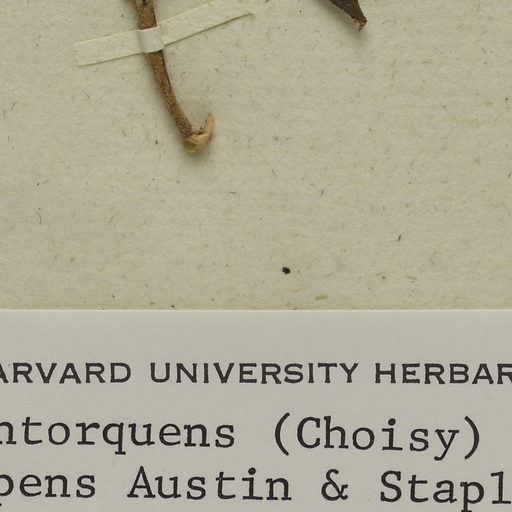 ARVARD UNIVERSITY HERBAR
ntorquens (Choisy)
pens Austin & Stapl